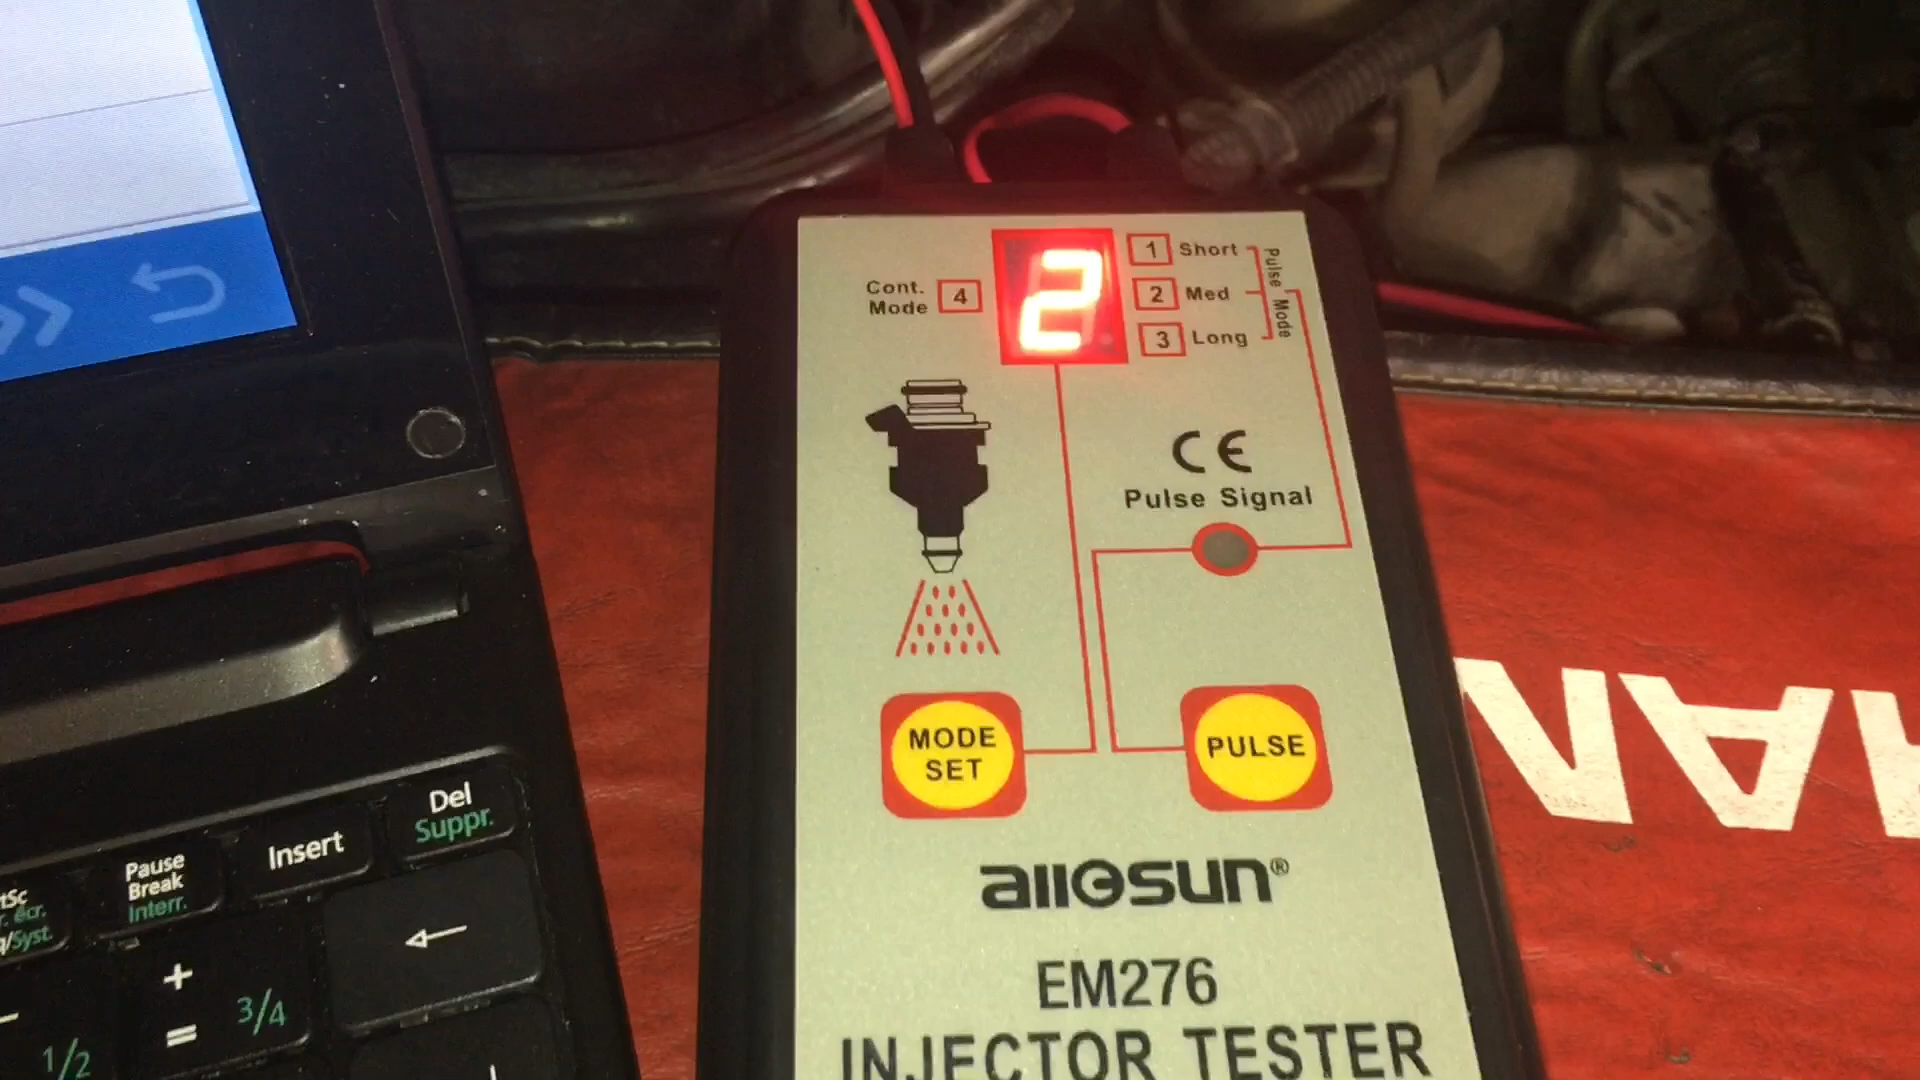 Cont.
Mode
4
2
1 Short
2 Med
3 Long
Pulse Mode
CE
Pulse Signal
MODE
SET
PULSE
allosun®
EM276
INJECTOR TESTER
Del
Suppr.
Insert
Pause
Break
Interr.
+
=
3/4
1/2